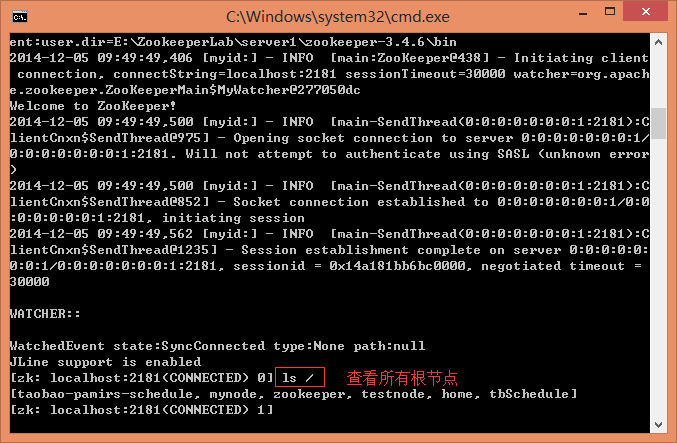 C:\Windows\system32\cmd.exe
ent:user.dir=E:\ZookeeperLab\server1\zookeeper-3.4.6\bin
2014-12-05 09:49:49,406 [myid:] - INFO  [main:ZooKeeper@438] - Initiating client
 connection, connectString=localhost:2181 sessionTimeout=30000 watcher=org.apach
e.zookeeper.ZooKeeperMain$MyWatcher@277050dc
Welcome to ZooKeeper!
2014-12-05 09:49:49,500 [myid:] - INFO  [main-SendThread(0:0:0:0:0:0:0:1:2181):C
lientCnxn$SendThread@975] - Opening socket connection to server 0:0:0:0:0:0:0:1/
0:0:0:0:0:0:0:1:2181. Will not attempt to authenticate using SASL (unknown error
)
2014-12-05 09:49:49,500 [myid:] - INFO  [main-SendThread(0:0:0:0:0:0:0:1:2181):C
lientCnxn$SendThread@852] - Socket connection established to 0:0:0:0:0:0:0:1/0:0
:0:0:0:0:0:1:2181, initiating session
2014-12-05 09:49:49,562 [myid:] - INFO  [main-SendThread(0:0:0:0:0:0:0:1:2181):C
lientCnxn$SendThread@1235] - Session establishment complete on server 0:0:0:0:0:
0:0:1/0:0:0:0:0:0:0:1:2181, sessionid = 0x14a181bb6bc0000, negotiated timeout =
30000
WATCHER::
WatchedEvent state:SyncConnected type:None path:null
JLine support is enabled
[zk: localhost:2181(CONNECTED) 0] ls / 查看所有根节点
[taobao-pamirs-schedule, mynode, zookeeper, testnode, home, tbSchedule]
[zk: localhost:2181(CONNECTED) 1]